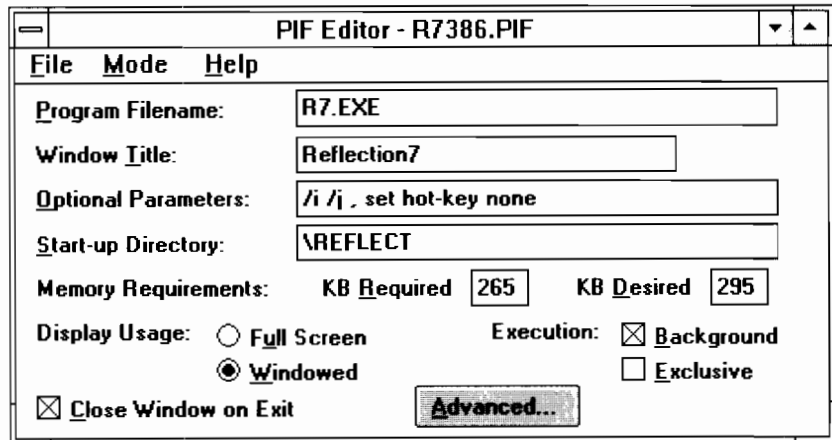 PIF Editor - R7386.PIF
File Mode Help
Program Filename: R7.EXE
Window Title: Reflection7
Optional Parameters: /i /j , set hot-key none
Start-up Directory: \REFLECT
Memory Requirements: KB Required 265 KB Desired 295
Display Usage: Full Screen Execution: Background
Windowed Exclusive
Close Window on Exit Advanced...